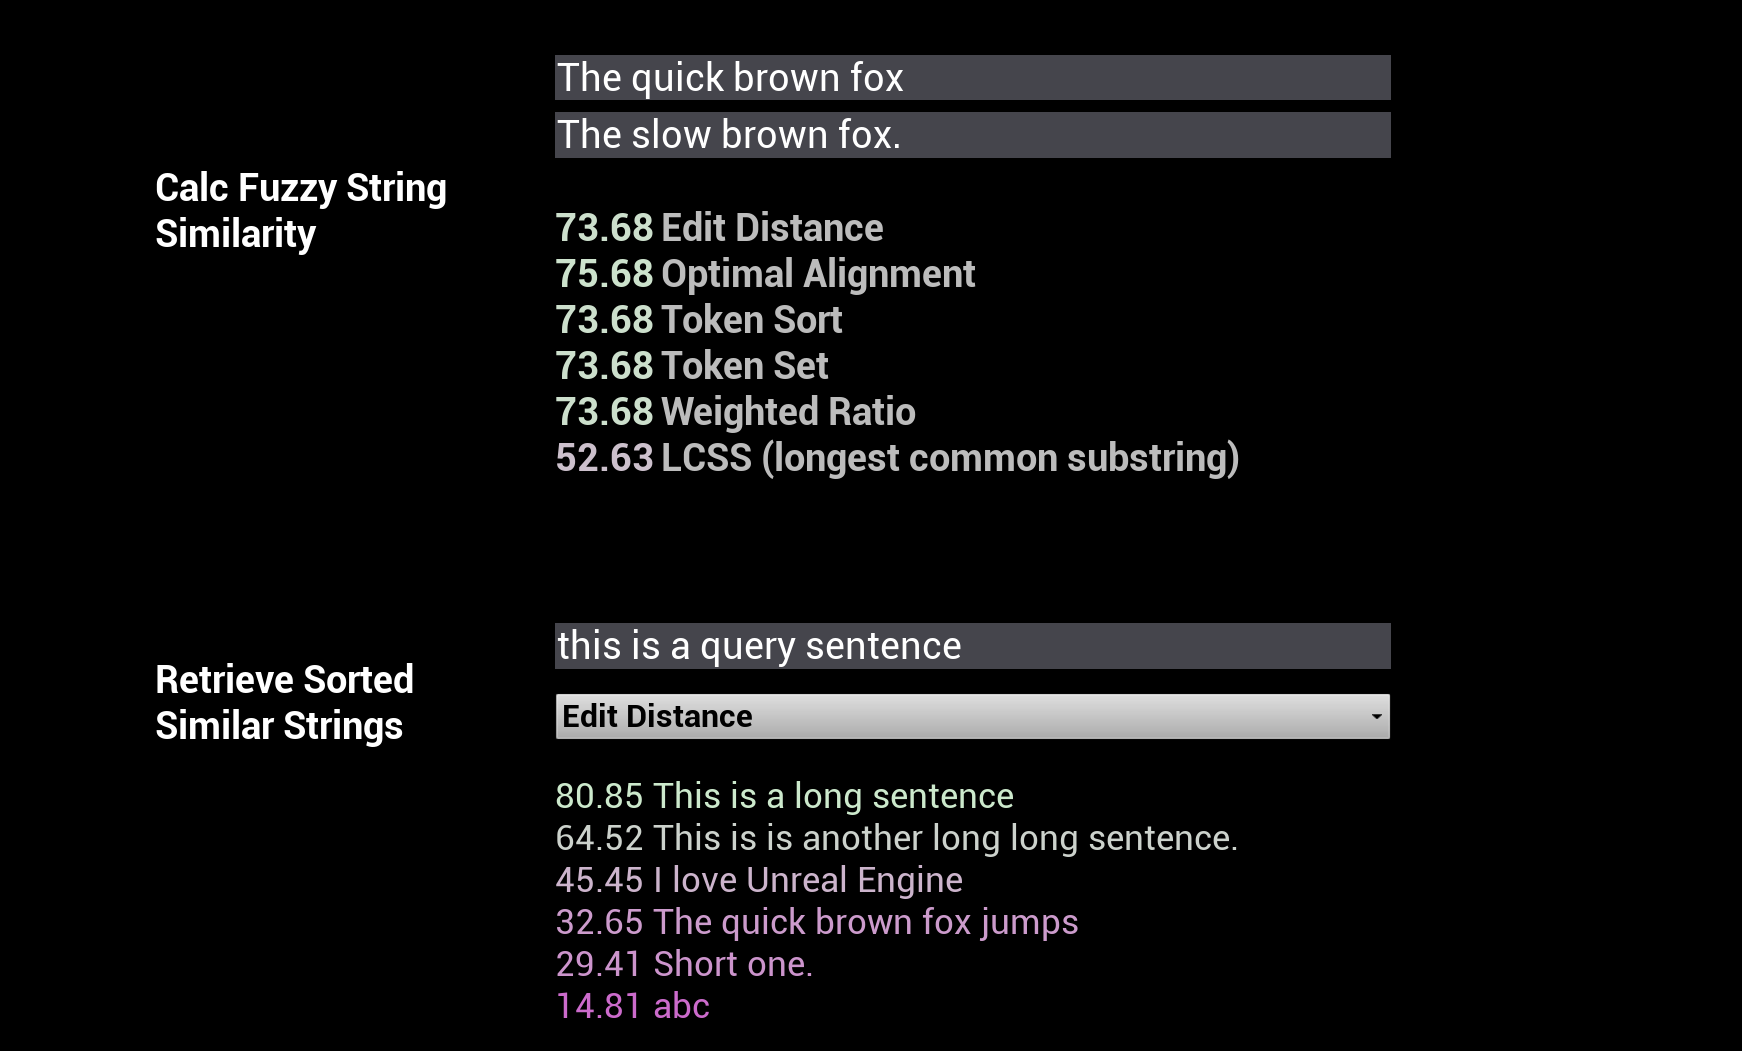 The quick brown fox
The slow brown fox.
Calc Fuzzy String
Similarity
73.68 Edit Distance
75.68 Optimal Alignment
73.68 Token Sort
73.68 Token Set
73.68 Weighted Ratio
52.63 LCSS (longest common substring)
this is a query sentence
Retrieve Sorted
Similar Strings
Edit Distance
80.85 This is a long sentence
64.52 This is is another long long sentence.
45.45 I love Unreal Engine
32.65 The quick brown fox jumps
29.41 Short one.
14.81 abc